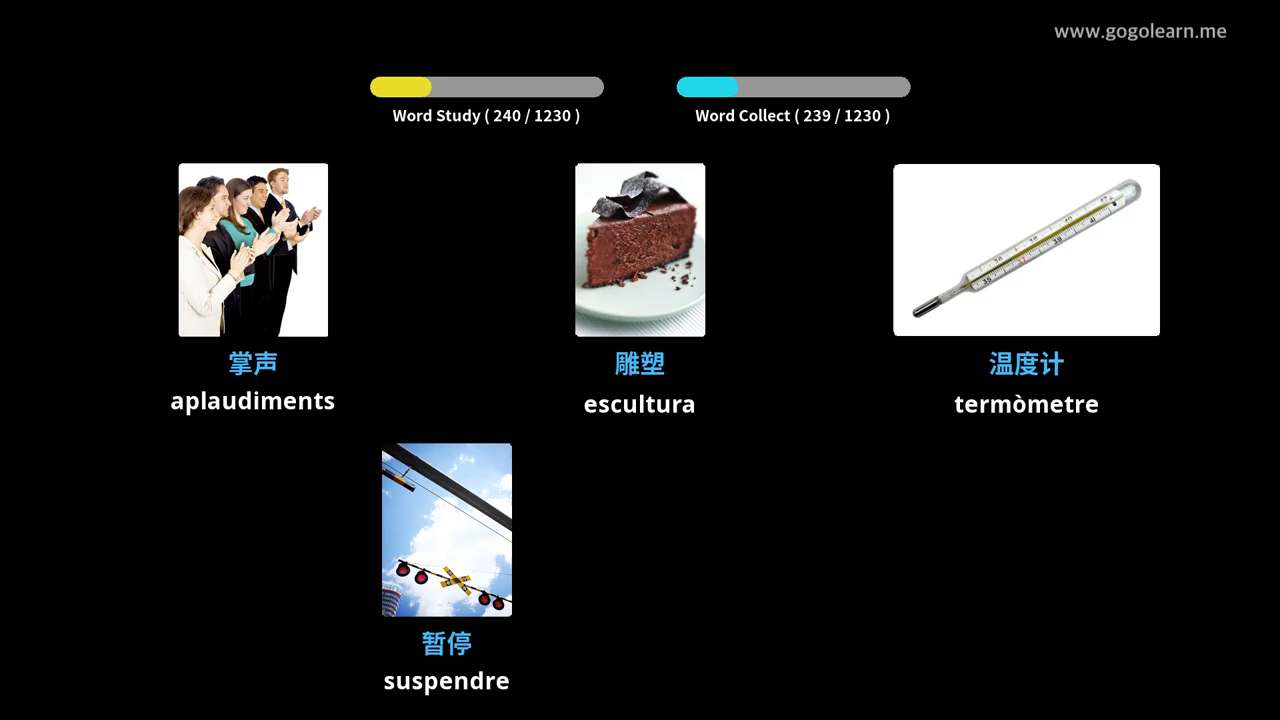 www.gogolearn.me
Word Study ( 240 / 1230 )
Word Collect ( 239 / 1230 )
掌声
aplaudiments
雕塑
escultura
温度计
termòmetre
暂停
suspendre